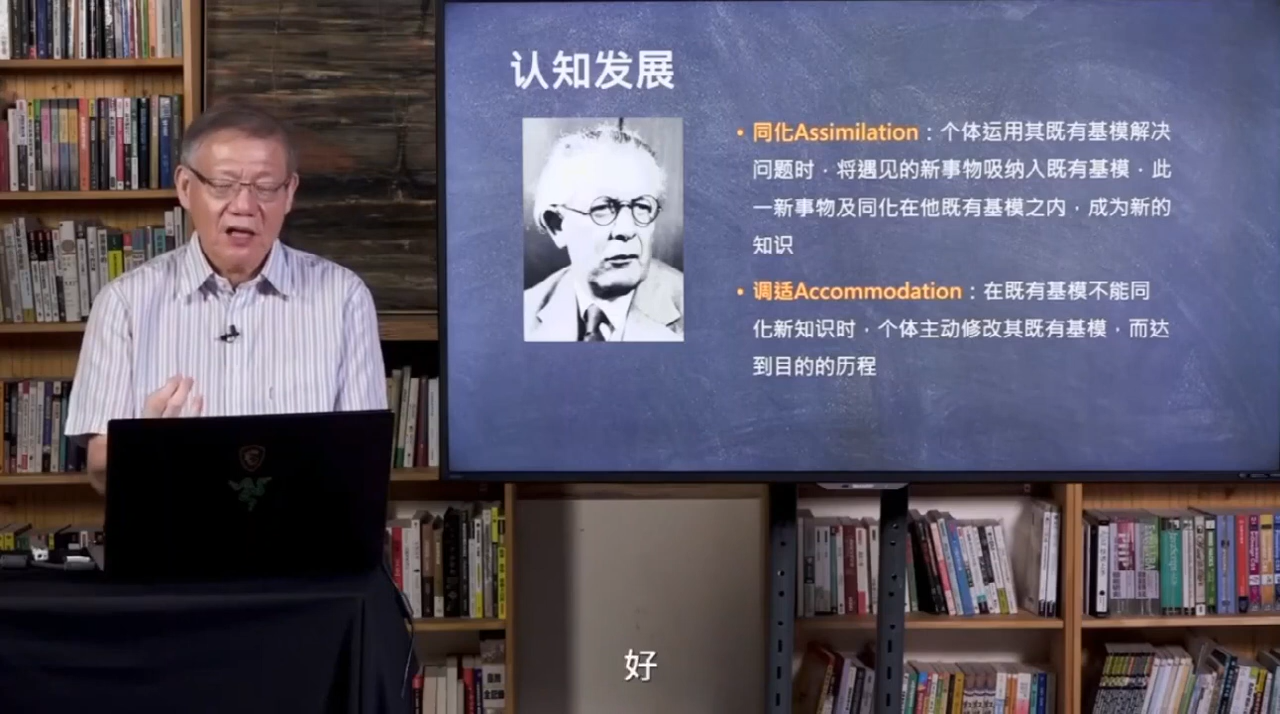 认知发展
• 同化Assimilation：个体运用其既有基模解决
问题时，将遇见的新事物吸纳入既有基模，此
一新事物及同化在他既有基模之内，成为新的
知识
• 调适Accommodation：在既有基模不能同
化新知识时，个体主动修改其既有基模，而达
到目的的历程
好